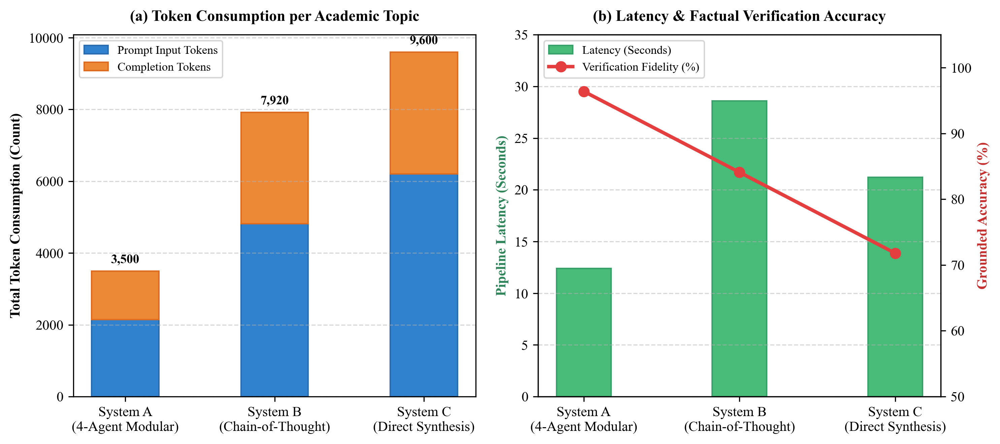 (a) Token Consumption per Academic Topic
Total Token Consumption (Count)
10000
8000
6000
4000
2000
0
Prompt Input Tokens
Completion Tokens
3,500
7,920
9,600
System A
(4-Agent Modular)
System B
(Chain-of-Thought)
System C
(Direct Synthesis)
(b) Latency & Factual Verification Accuracy
Pipeline Latency (Seconds)
35
30
25
20
15
10
5
0
Latency (Seconds)
Verification Fidelity (%)
System A
(4-Agent Modular)
System B
(Chain-of-Thought)
System C
(Direct Synthesis)
100
90
80
70
60
50
Grounded Accuracy (%)